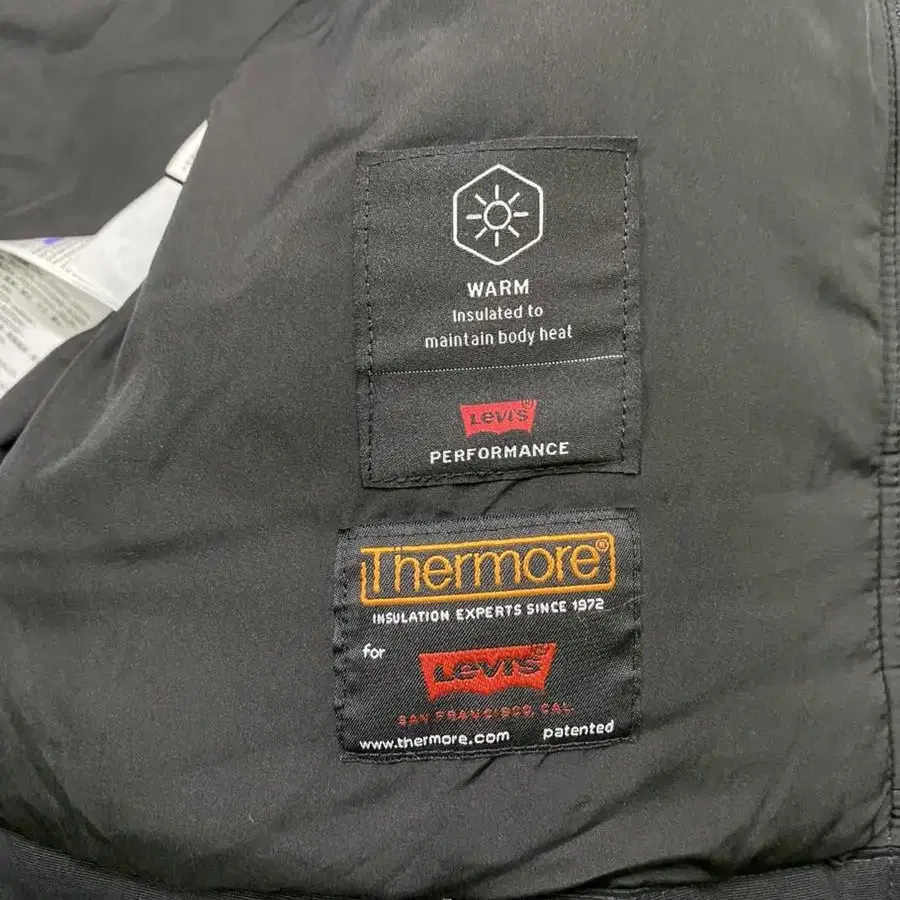 WARM
Insulated to
maintain body heat
Levi's®
PERFORMANCE
Thermore®
INSULATION EXPERTS SINCE 1972
for
Levi's®
SAN FRANCISCO, CAL.
www.thermore.com patented